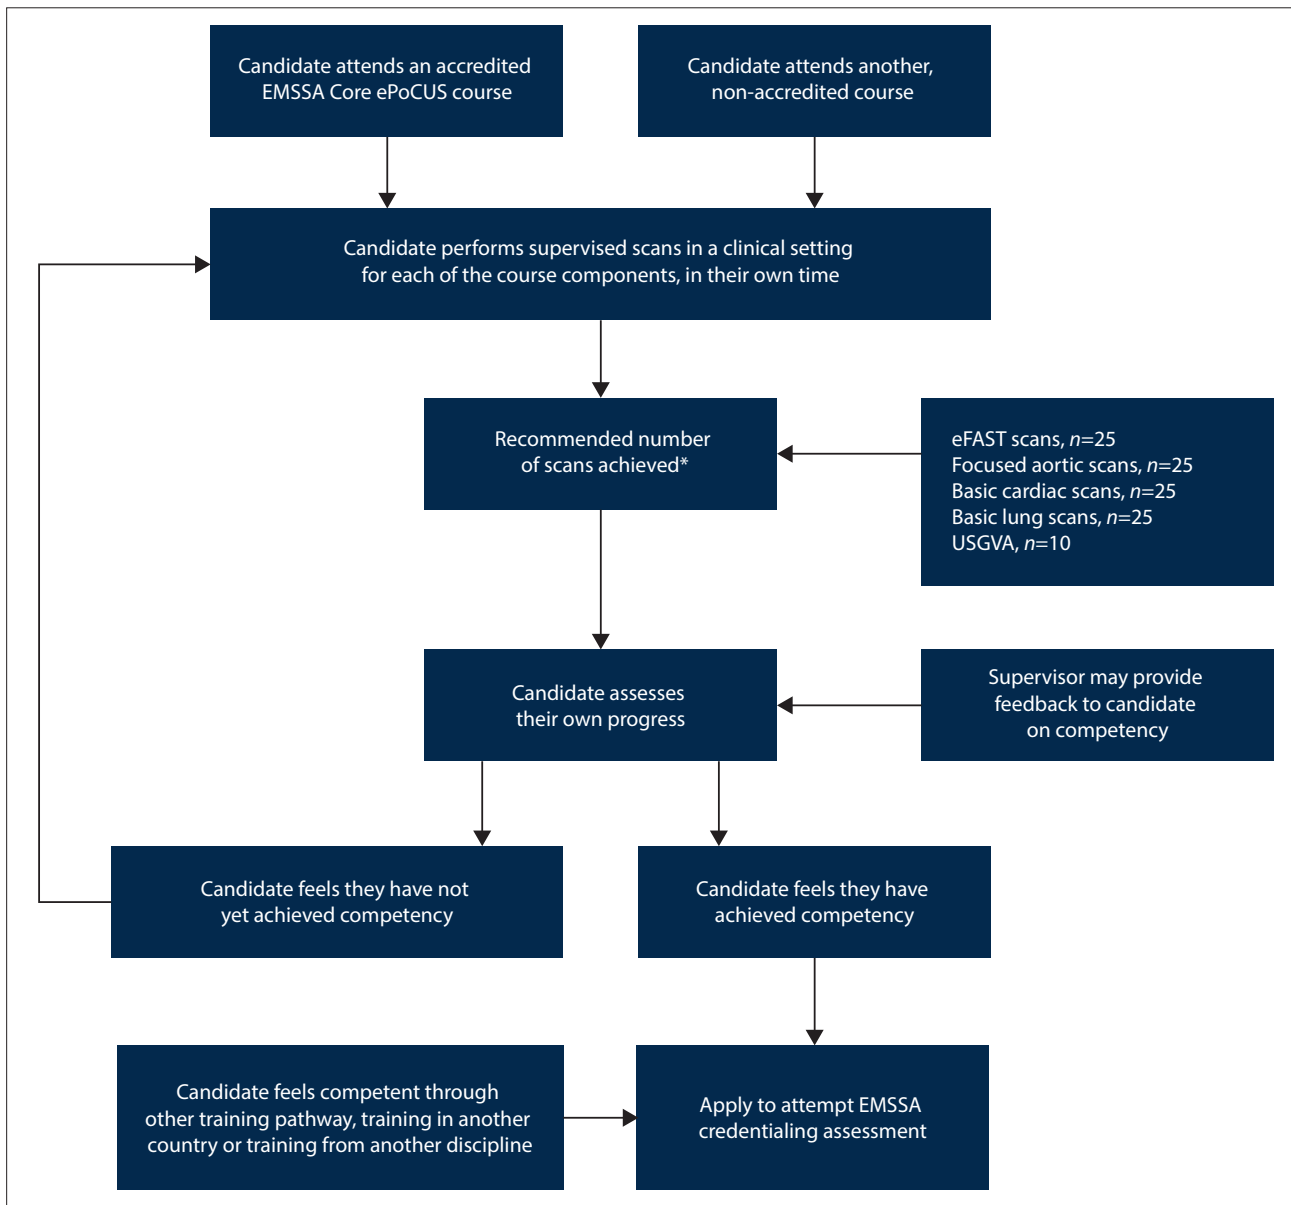 Candidate attends an accredited
EMSSA Core ePoCUS course
Candidate attends another,
non-accredited course
Candidate performs supervised scans in a clinical setting
for each of the course components, in their own time
Recommended number
of scans achieved*
eFAST scans, n=25
Focused aortic scans, n=25
Basic cardiac scans, n=25
Basic lung scans, n=25
USGVA, n=10
Candidate assesses
their own progress
Supervisor may provide
feedback to candidate
on competency
Candidate feels they have not
yet achieved competency
Candidate feels they have
achieved competency
Candidate feels competent through
other training pathway, training in another
country or training from another discipline
Apply to attempt EMSSA
credentialing assessment